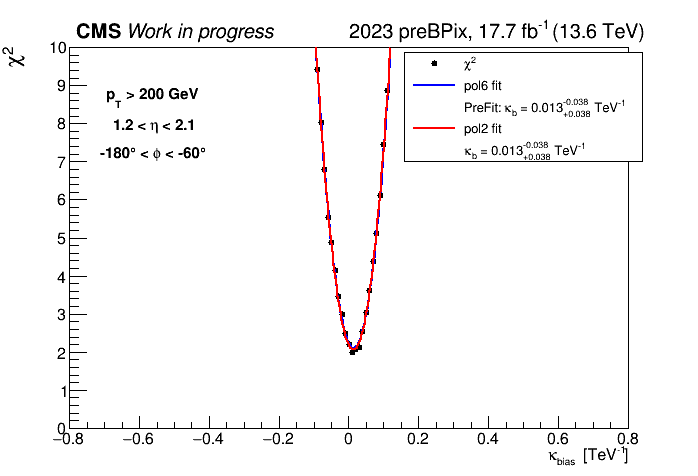 CMS Work in progress
2023 preBPix, 17.7 fb⁻¹ (13.6 TeV)
χ²
10
9
8
7
6
5
4
3
2
1
0
p_T > 200 GeV
1.2 < η < 2.1
-180° < φ < -60°
χ²
pol6 fit
PreFit: κ_b = 0.013^{-0.038}_{+0.038} TeV⁻¹
pol2 fit
κ_b = 0.013^{-0.038}_{+0.038} TeV⁻¹
−0.8 −0.6 −0.4 −0.2 0 0.2 0.4 0.6 0.8
κ_bias [TeV⁻¹]